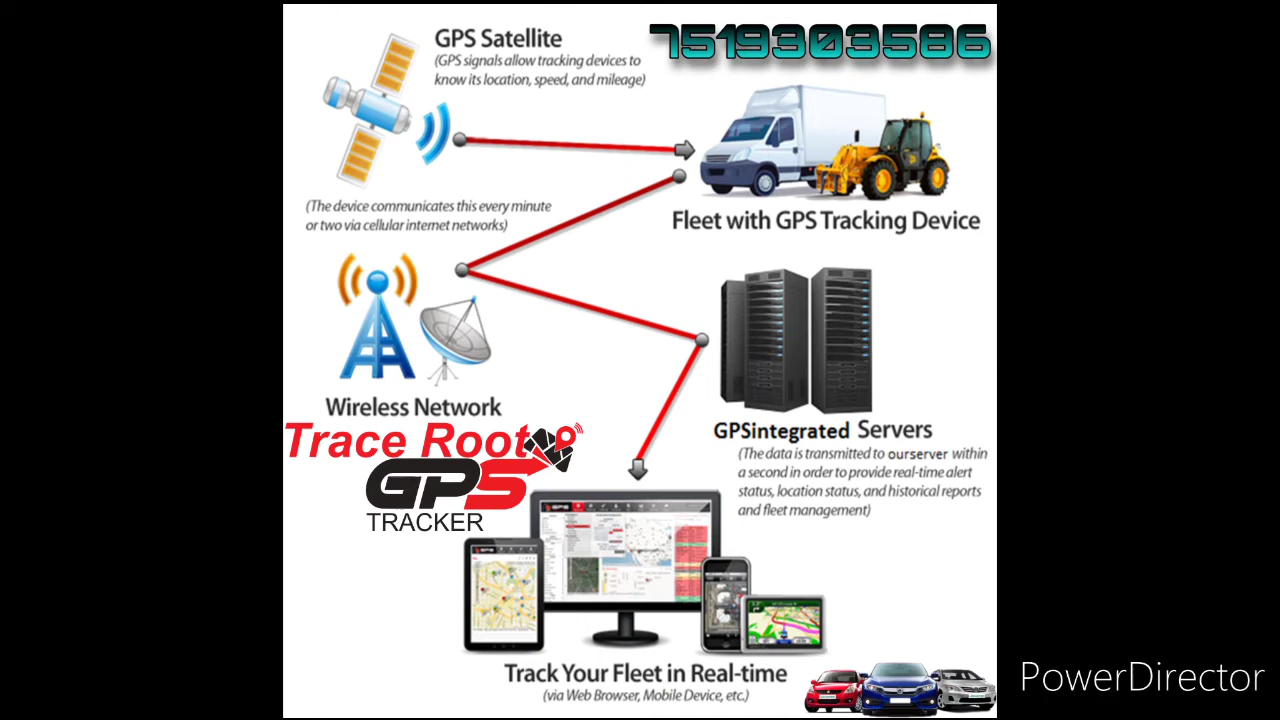 GPS Satellite
(GPS signals allow tracking devices to
know its location, speed, and mileage)
7519303586
(The device communicates this every minute
or two via cellular internet networks)
Fleet with GPS Tracking Device
Wireless Network
GPSintegrated Servers
(The data is transmitted to ourserver within
a second in order to provide real-time alert
status, location status, and historical reports
and fleet management)
Trace Root
GPS
TRACKER
Track Your Fleet in Real-time
(via Web Browser, Mobile Device, etc.)
PowerDirector